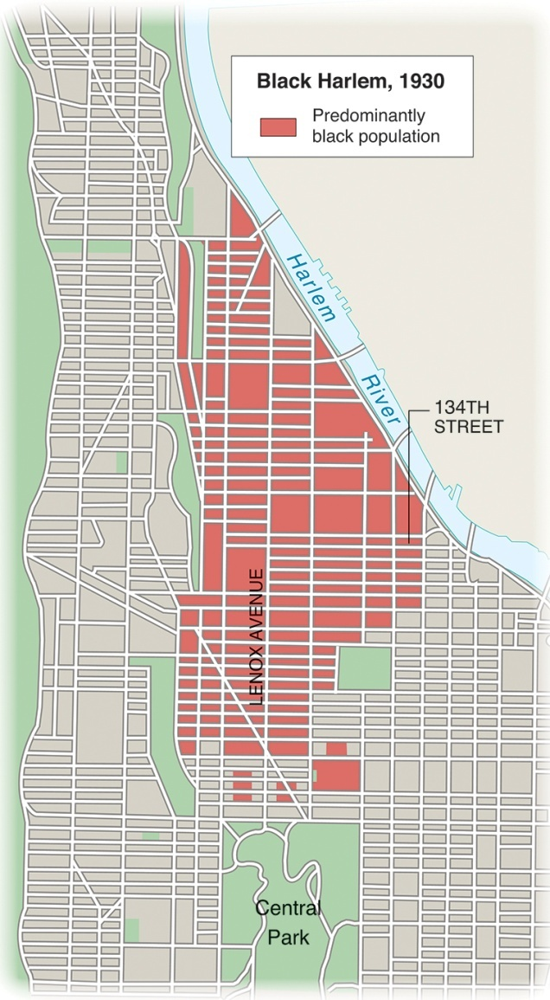 Black Harlem, 1930
Predominantly
black population
Harlem
River
134TH
STREET
LENOX AVENUE
Central
Park